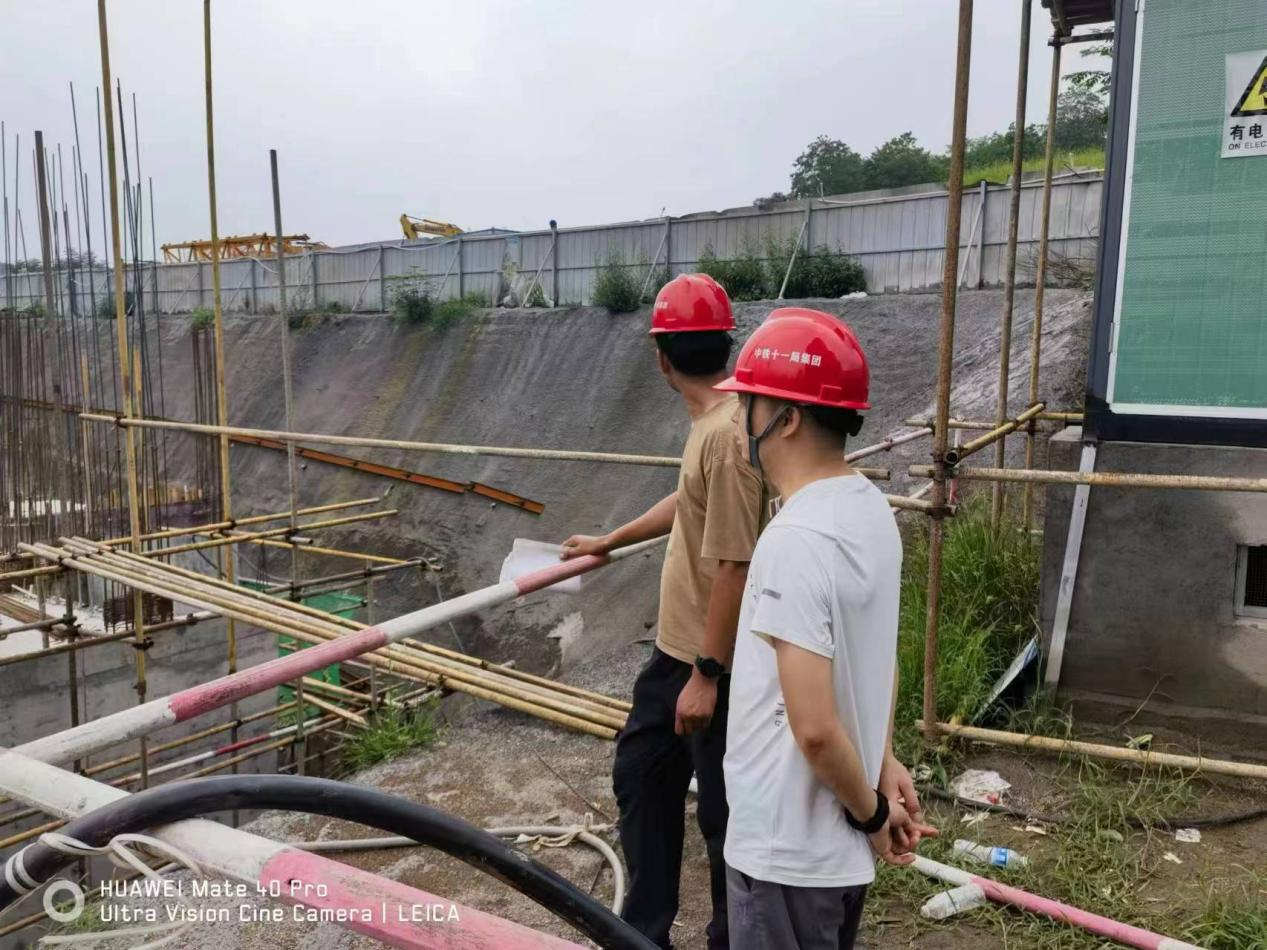 有电
ON ELEC
中铁十一局集团
HUAWEI Mate 40 Pro
Ultra Vision Cine Camera | LEICA